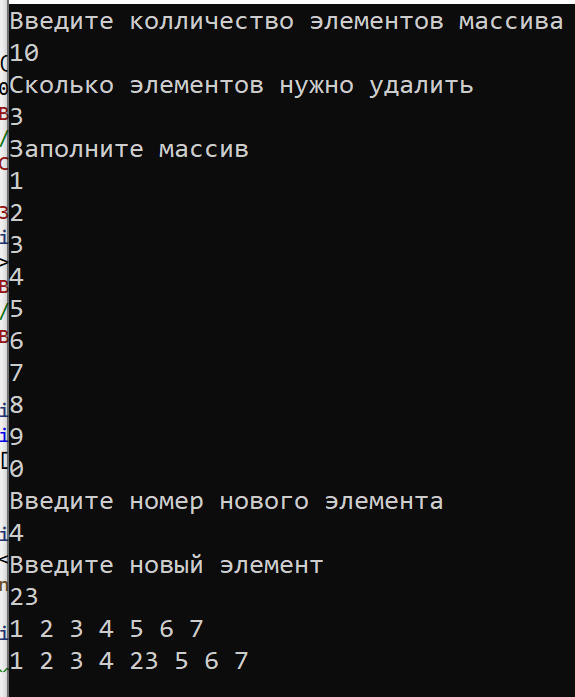 Введите колличество элементов массива
10
Сколько элементов нужно удалить
3
Заполните массив
1
2
3
4
5
6
7
8
9
0
Введите номер нового элемента
4
Введите новый элемент
23
1 2 3 4 5 6 7
1 2 3 4 23 5 6 7